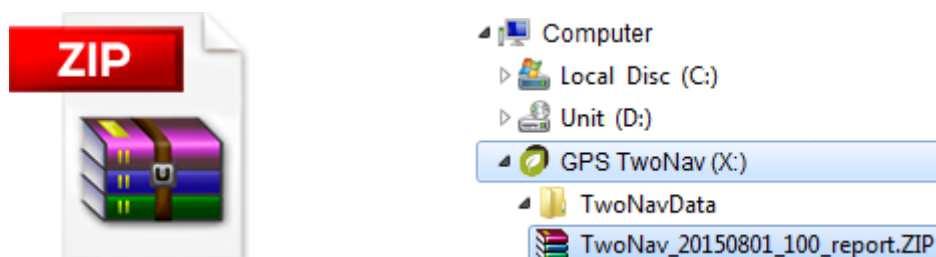 ZIP
Computer
Local Disc (C:)
Unit (D:)
GPS TwoNav (X:)
TwoNavData
TwoNav_20150801_100_report.ZIP